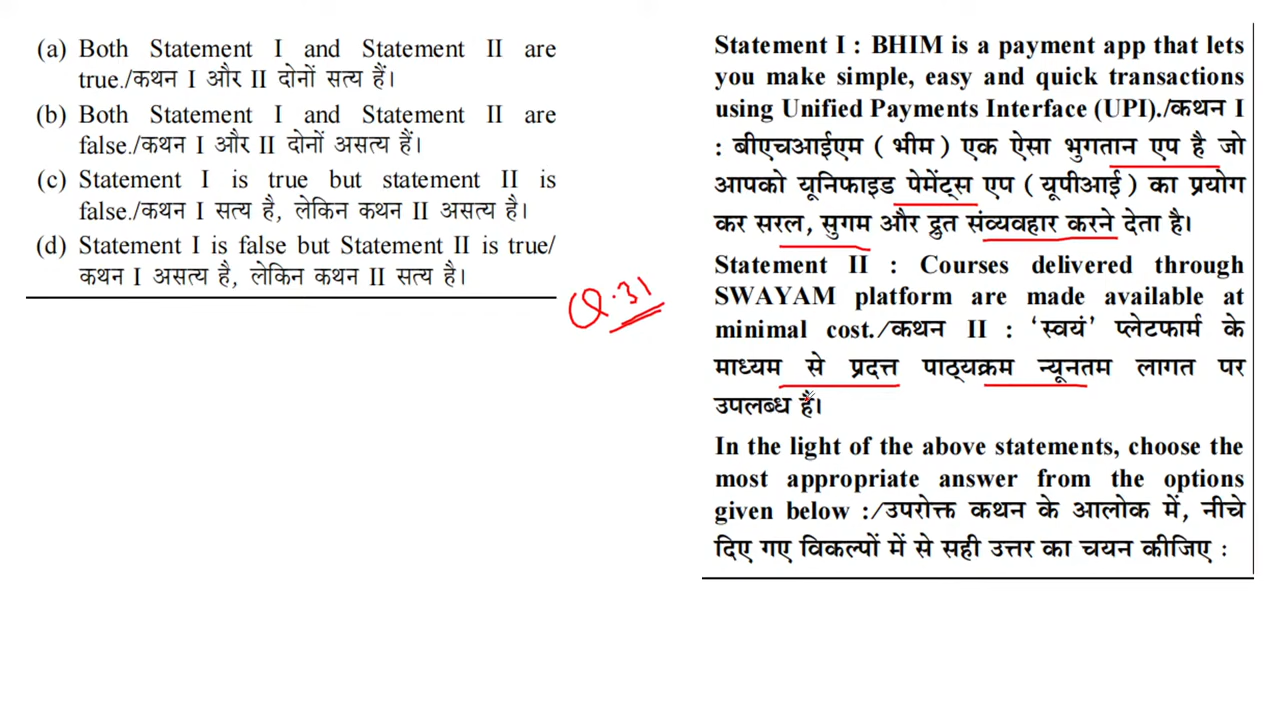 (a) Both Statement I and Statement II are
true./कथन I और II दोनों सत्य हैं।
(b) Both Statement I and Statement II are
false./कथन I और II दोनों असत्य हैं।
(c) Statement I is true but statement II is
false./कथन I सत्य है, लेकिन कथन II असत्य है।
(d) Statement I is false but Statement II is true/
कथन I असत्य है, लेकिन कथन II सत्य है।
Q.31
Statement I : BHIM is a payment app that lets
you make simple, easy and quick transactions
using Unified Payments Interface (UPI)./कथन I
: बीएचआईएम (भीम) एक ऐसा भुगतान एप है जो
आपको यूनिफाइड पेमेंट्स एप (यूपीआई) का प्रयोग
कर सरल, सुगम और द्रुत संव्यवहार करने देता है।
Statement II : Courses delivered through
SWAYAM platform are made available at
minimal cost./कथन II : ‘स्वयं’ प्लेटफार्म के
माध्यम से प्रदत्त पाठ्यक्रम न्यूनतम लागत पर
उपलब्ध हैं।
In the light of the above statements, choose the
most appropriate answer from the options
given below :/उपरोक्त कथन के आलोक में, नीचे
दिए गए विकल्पों में से सही उत्तर का चयन कीजिए :